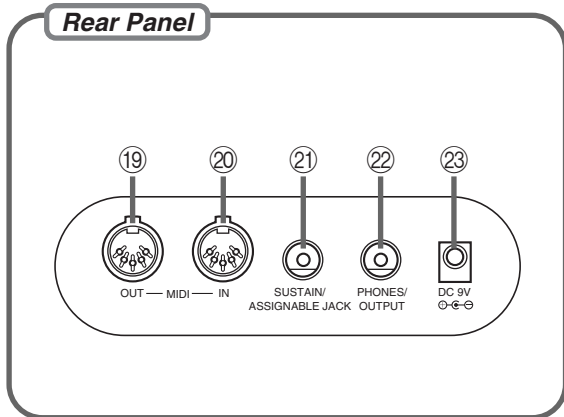 Rear Panel
⑲ ⑳ ㉑ ㉒ ㉓
OUT MIDI IN
SUSTAIN/
ASSIGNABLE JACK
PHONES/
OUTPUT
DC 9V